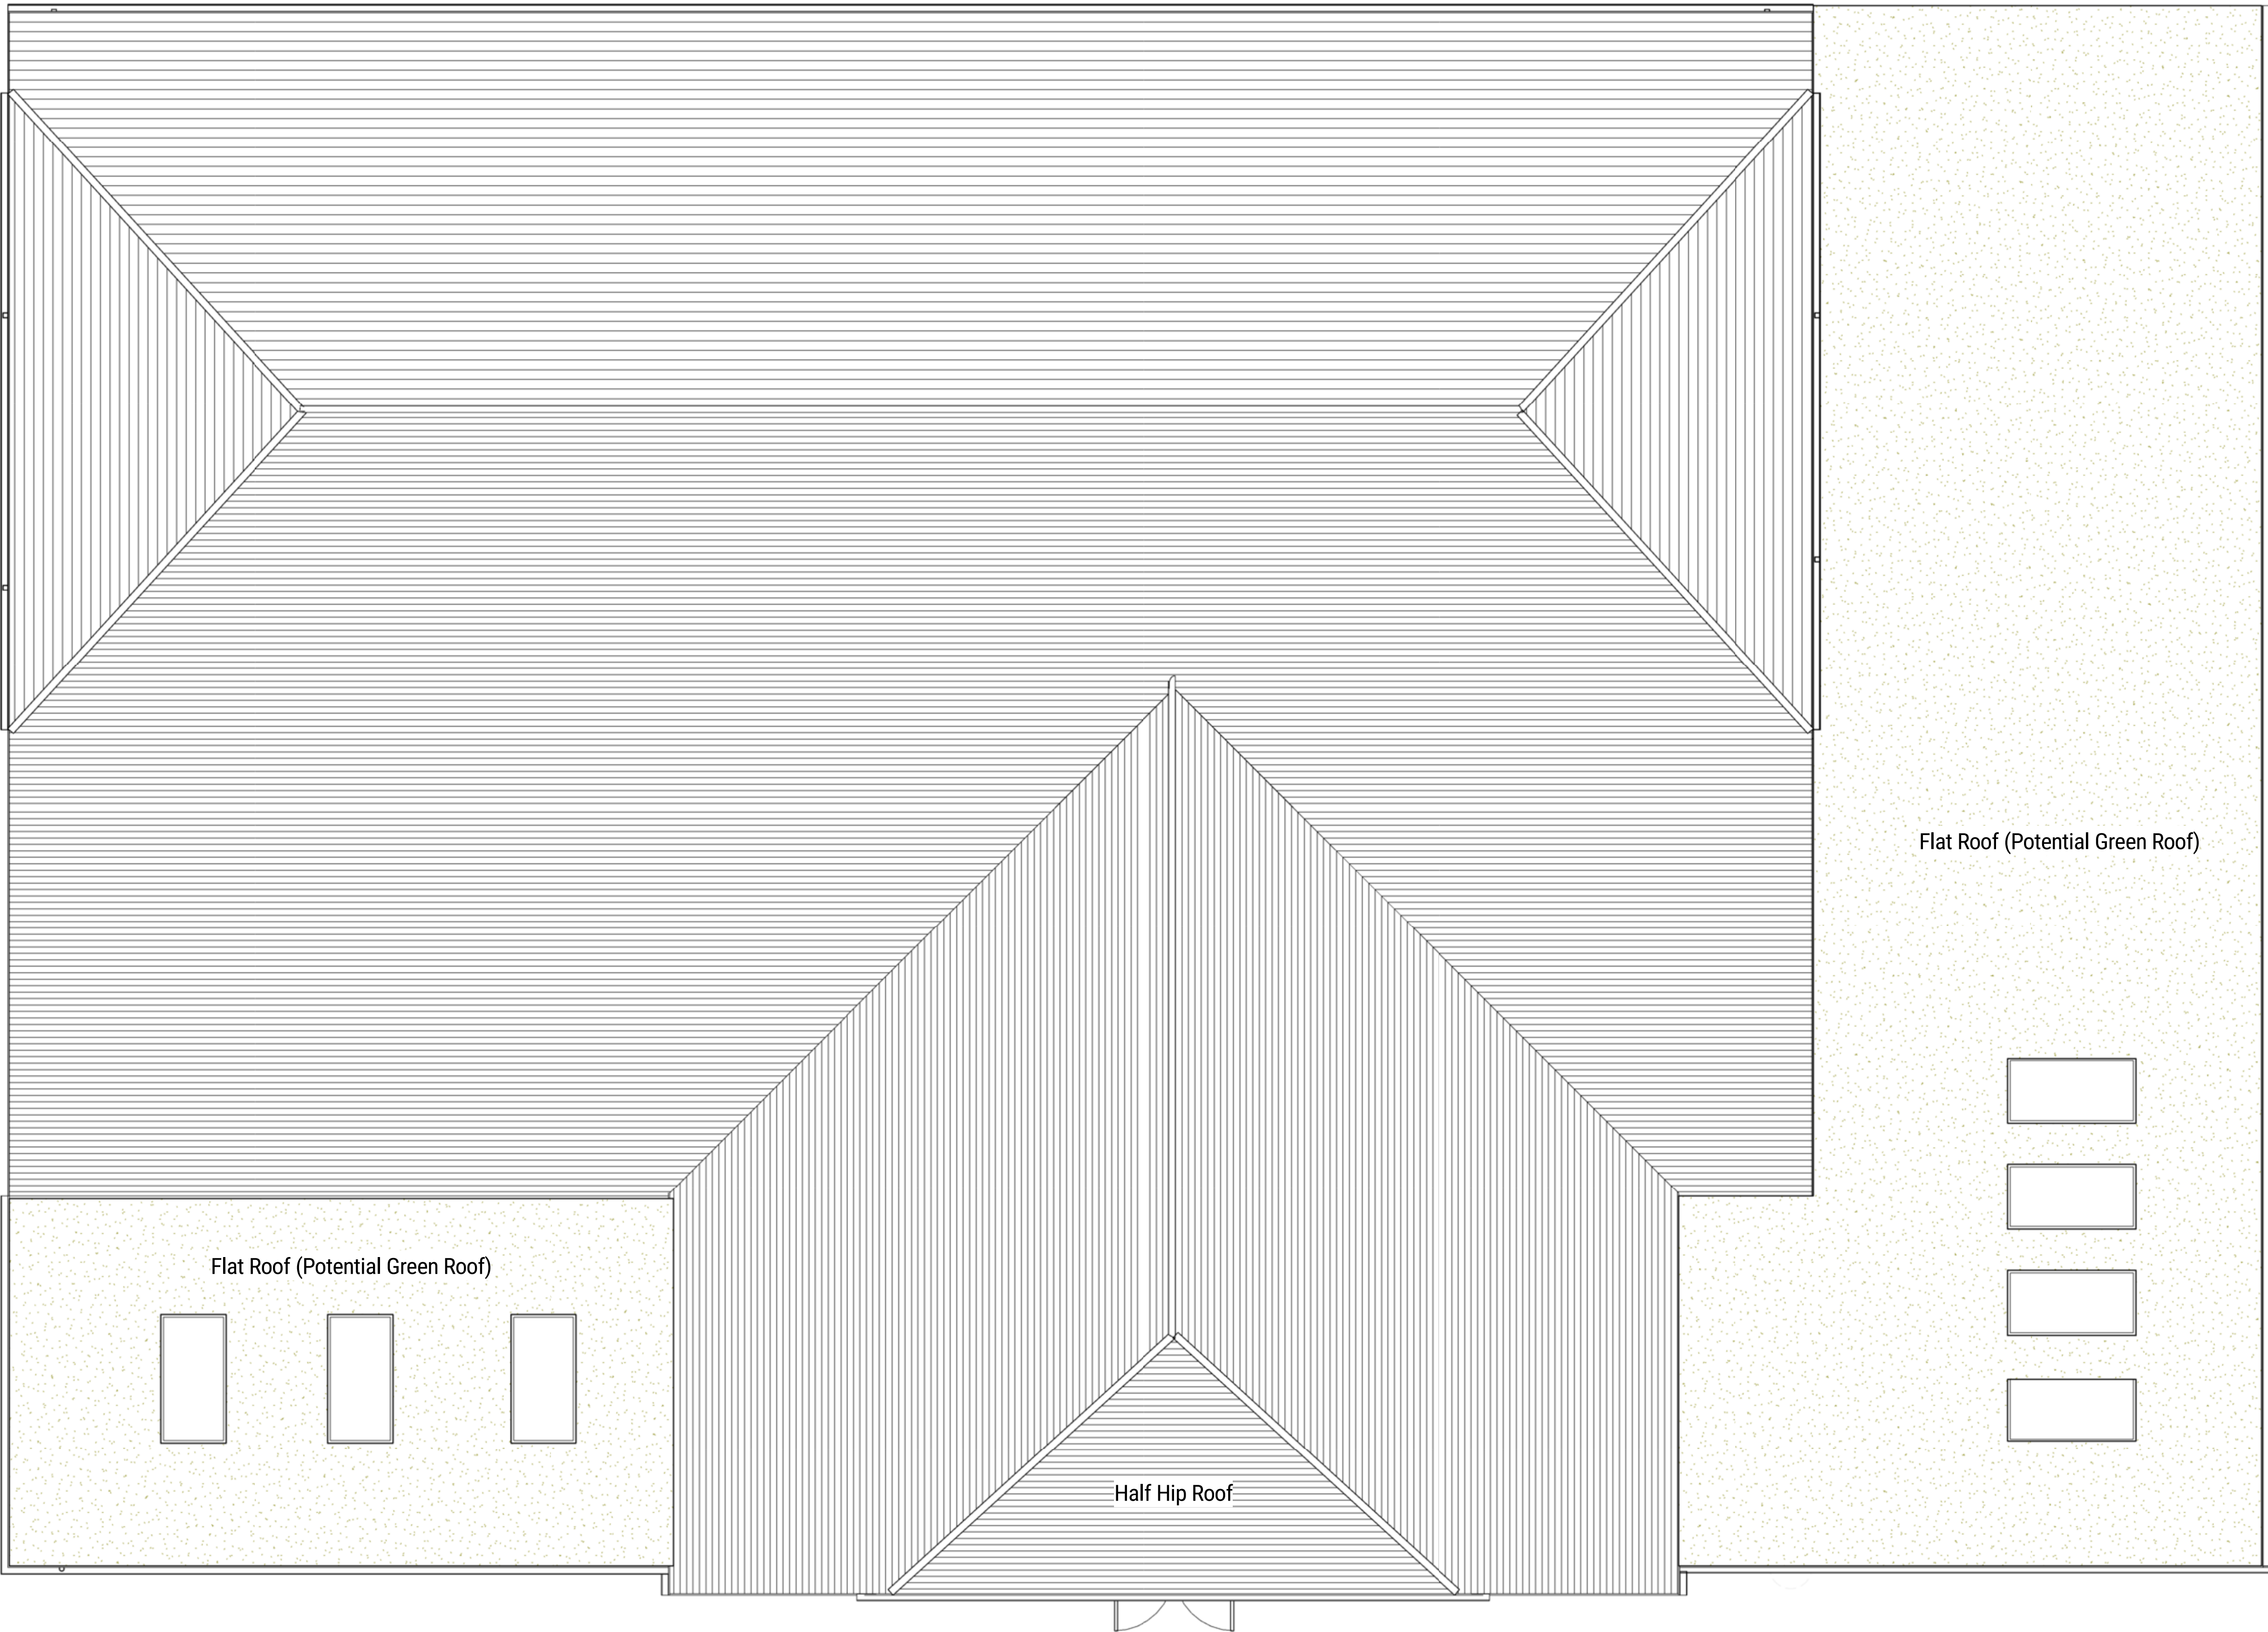 Flat Roof (Potential Green Roof)
Flat Roof (Potential Green Roof)
Half Hip Roof